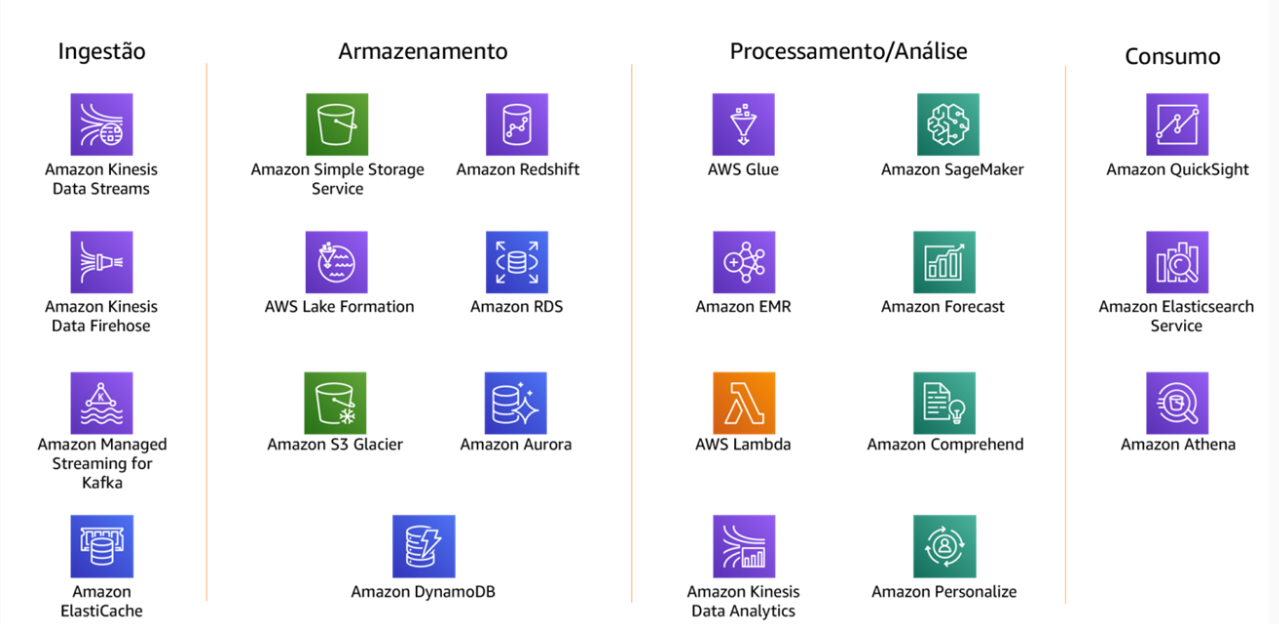 Ingestão
Armazenamento
Processamento/Análise
Consumo
Amazon Kinesis
Data Streams
Amazon Simple Storage
Service
Amazon Redshift
AWS Glue
Amazon SageMaker
Amazon QuickSight
Amazon Kinesis
Data Firehose
AWS Lake Formation
Amazon RDS
Amazon EMR
Amazon Forecast
Amazon Elasticsearch
Service
K
Amazon Managed
Streaming for
Kafka
Amazon S3 Glacier
Amazon Aurora
AWS Lambda
Amazon Comprehend
Amazon Athena
Amazon
ElastiCache
Amazon DynamoDB
Amazon Kinesis
Data Analytics
Amazon Personalize